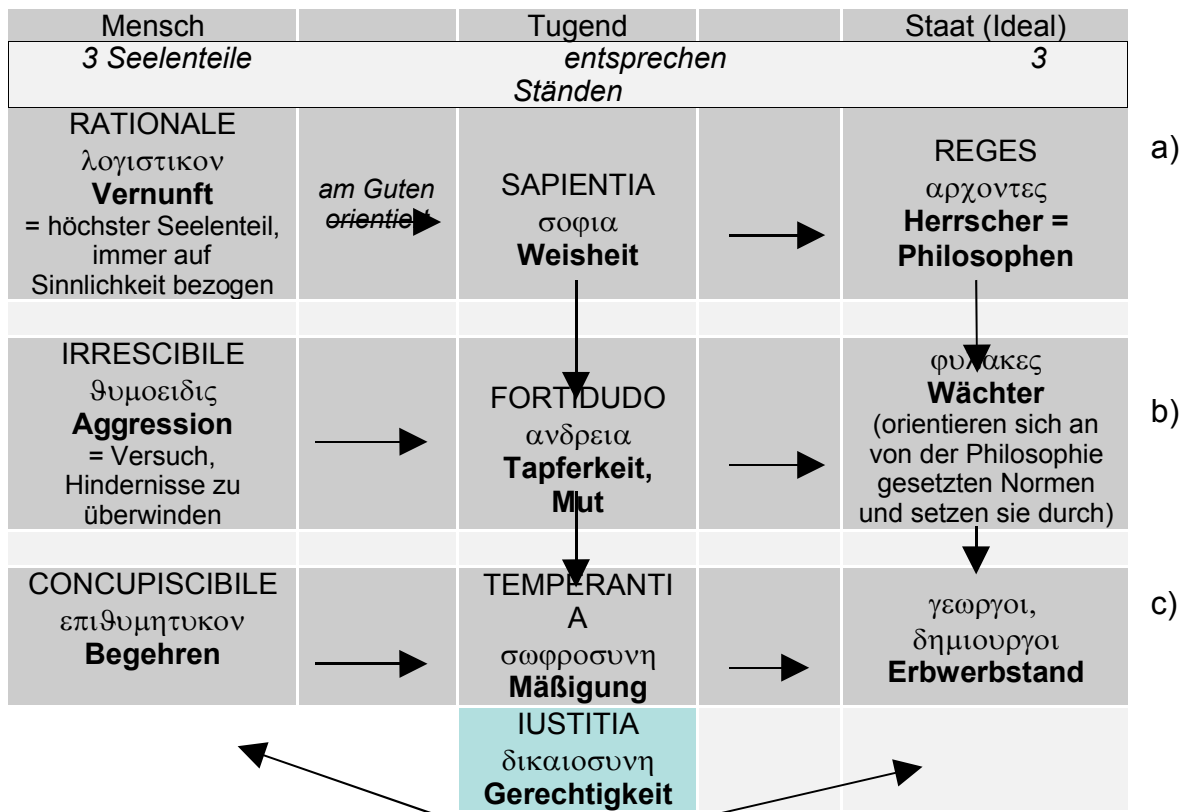 Mensch Tugend Staat (Ideal)
3 Seelenteile entsprechen 3
Ständen
RATIONALE
λογιστικον
Vernunft
= höchster Seelenteil,
immer auf
Sinnlichkeit bezogen
am Guten
orientiert
SAPIENTIA
σοφια
Weisheit
REGES
αρχοντες
Herrscher =
Philosophen
a)
IRRESCIBILE
ϑυμοειδις
Aggression
= Versuch,
Hindernisse zu
überwinden
FORTIDUDO
ανδρεια
Tapferkeit,
Mut
φυλακες
Wächter
(orientieren sich an
von der Philosophie
gesetzten Normen
und setzen sie durch)
b)
CONCUPISCIBILE
επιϑυμητυκον
Begehren
TEMPERANTI
A
σωφροσυνη
Mäßigung
γεωργοι,
δημιουργοι
Erbwerbstand
c)
IUSTITIA
δικαιοσυνη
Gerechtigkeit